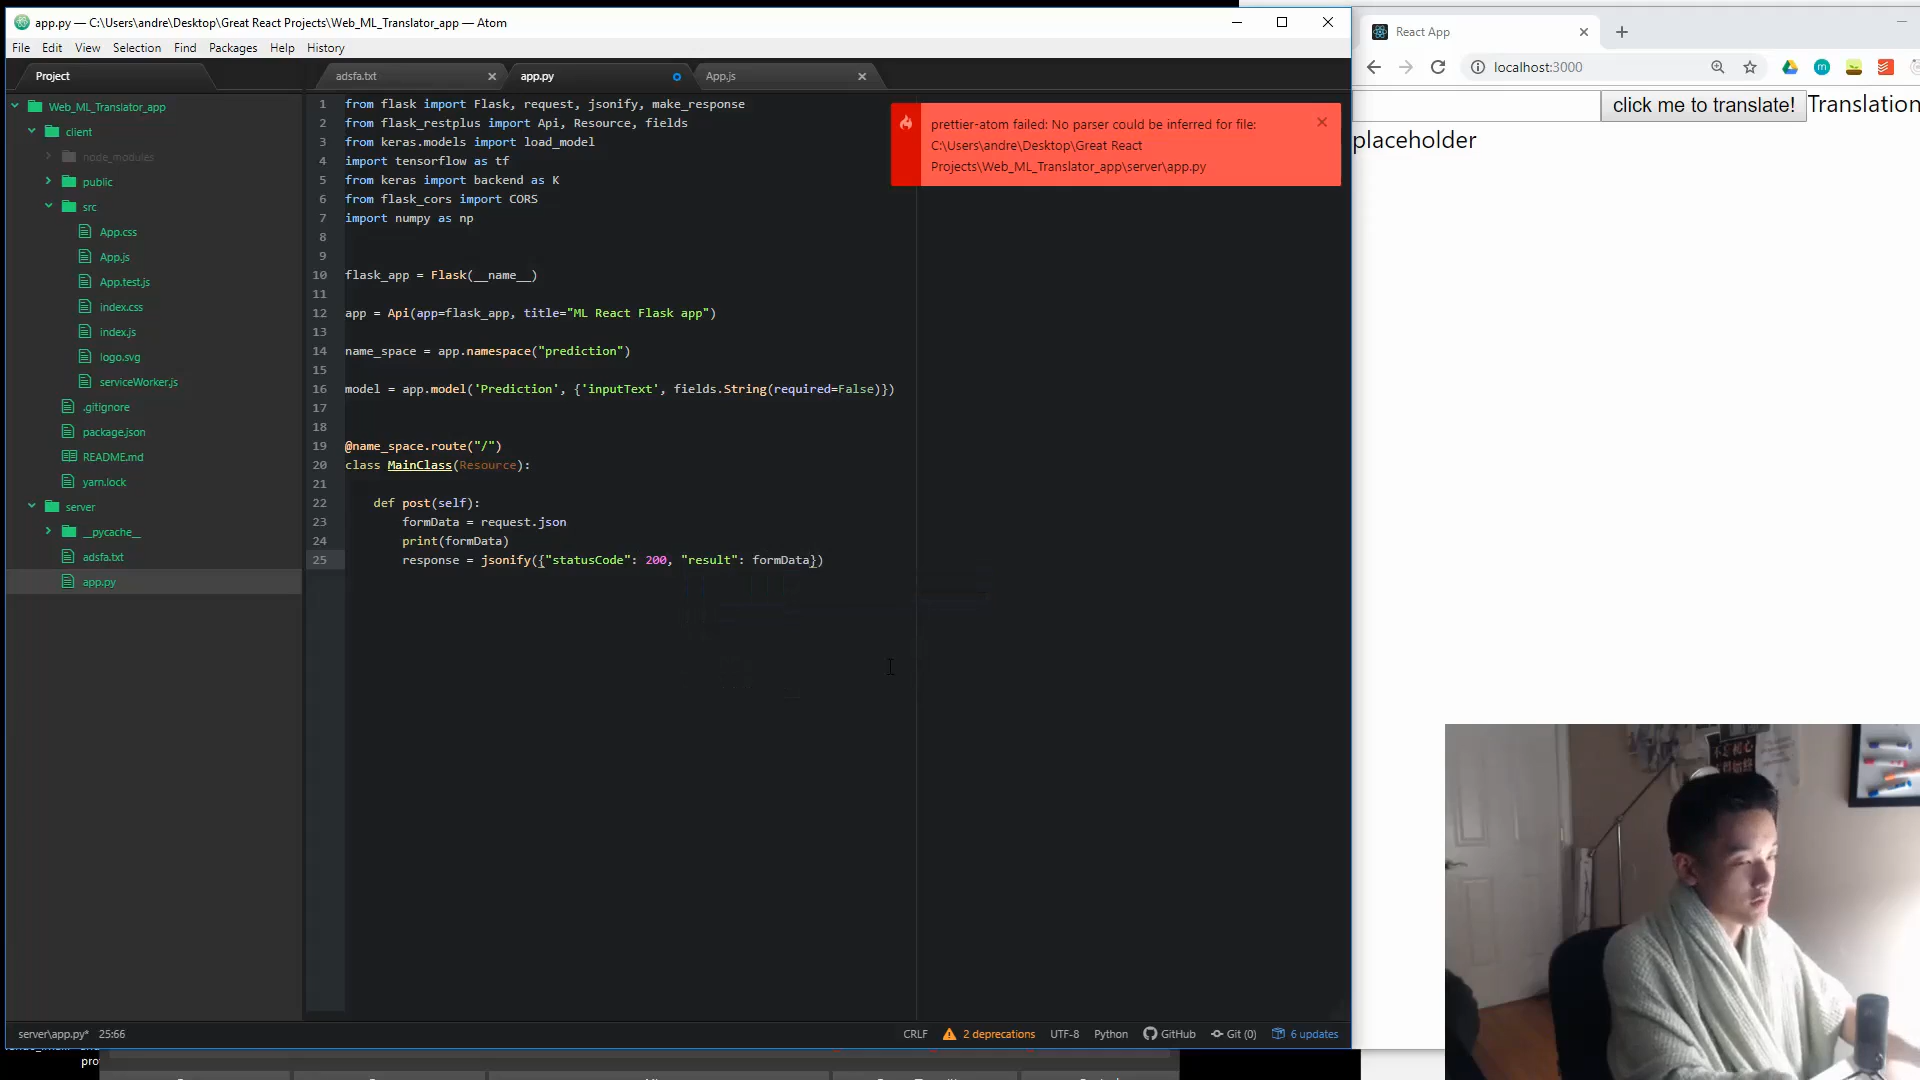 app.py — C:\Users\andre\Desktop\Great React Projects\Web_ML_Translator_app — Atom
File Edit View Selection Find Packages Help History
Project
adsfa.txt
app.py
App.js
Web_ML_Translator_app
client
node_modules
public
src
App.css
App.js
App.test.js
index.css
index.js
logo.svg
serviceWorker.js
.gitignore
package.json
README.md
yarn.lock
server
__pycache__
adsfa.txt
app.py
1 from flask import Flask, request, jsonify, make_response
2 from flask_restplus import Api, Resource, fields
3 from keras.models import load_model
4 import tensorflow as tf
5 from keras import backend as K
6 from flask_cors import CORS
7 import numpy as np
8
9
10 flask_app = Flask(__name__)
11
12 app = Api(app=flask_app, title="ML React Flask app")
13
14 name_space = app.namespace("prediction")
15
16 model = app.model('Prediction', {'inputText', fields.String(required=False)})
17
18
19 @name_space.route("/")
20 class MainClass(Resource):
21
22 def post(self):
23 formData = request.json
24 print(formData)
25 response = jsonify({"statusCode": 200, "result": formData})
prettier-atom failed: No parser could be inferred for file:
C:\Users\andre\Desktop\Great React
Projects\Web_ML_Translator_app\server\app.py
server\app.py* 25:66
CRLF 2 deprecations UTF-8 Python GitHub Git (0) 6 updates
React App
localhost:3000
click me to translate! Translation
placeholder